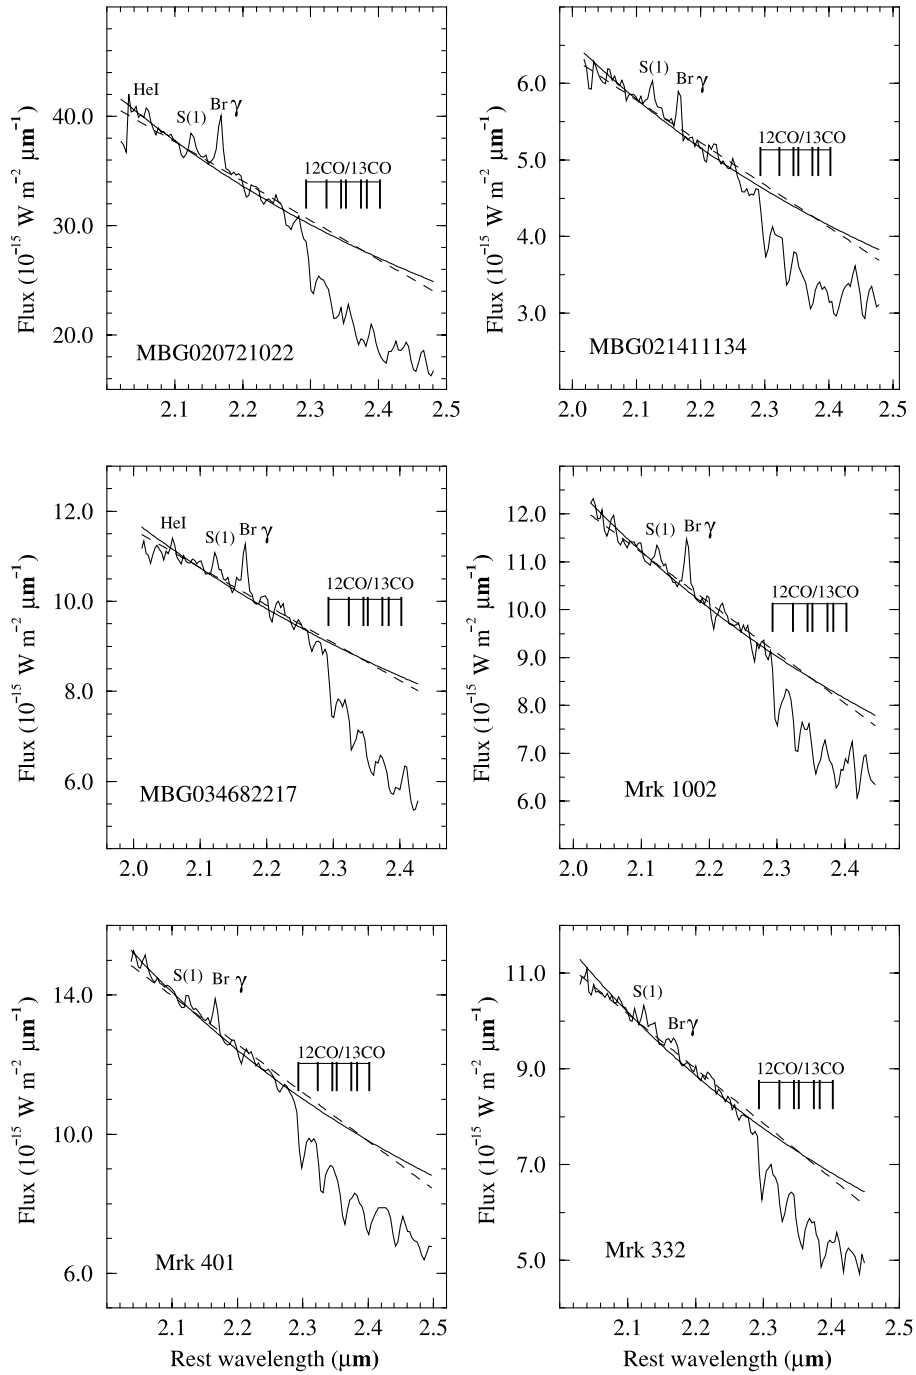 Flux (10⁻¹⁵ W m⁻² μm⁻¹)
40.0
30.0
20.0
HeI
S(1)
Br γ
12CO/13CO
MBG020721022
2.1 2.2 2.3 2.4 2.5
Flux (10⁻¹⁵ W m⁻² μm⁻¹)
6.0
5.0
4.0
3.0
S(1)
Br γ
12CO/13CO
MBG021411134
2.0 2.1 2.2 2.3 2.4 2.5
Flux (10⁻¹⁵ W m⁻² μm⁻¹)
12.0
10.0
8.0
6.0
HeI
S(1)
Br γ
12CO/13CO
MBG034682217
2.0 2.1 2.2 2.3 2.4
Flux (10⁻¹⁵ W m⁻² μm⁻¹)
12.0
11.0
10.0
9.0
8.0
7.0
6.0
S(1)
Br γ
12CO/13CO
Mrk 1002
2.0 2.1 2.2 2.3 2.4
Flux (10⁻¹⁵ W m⁻² μm⁻¹)
14.0
10.0
6.0
S(1)
Br γ
12CO/13CO
Mrk 401
2.1 2.2 2.3 2.4 2.5
Rest wavelength (μm)
Flux (10⁻¹⁵ W m⁻² μm⁻¹)
11.0
9.0
7.0
5.0
S(1)
Br γ
12CO/13CO
Mrk 332
2.1 2.2 2.3 2.4 2.5
Rest wavelength (μm)